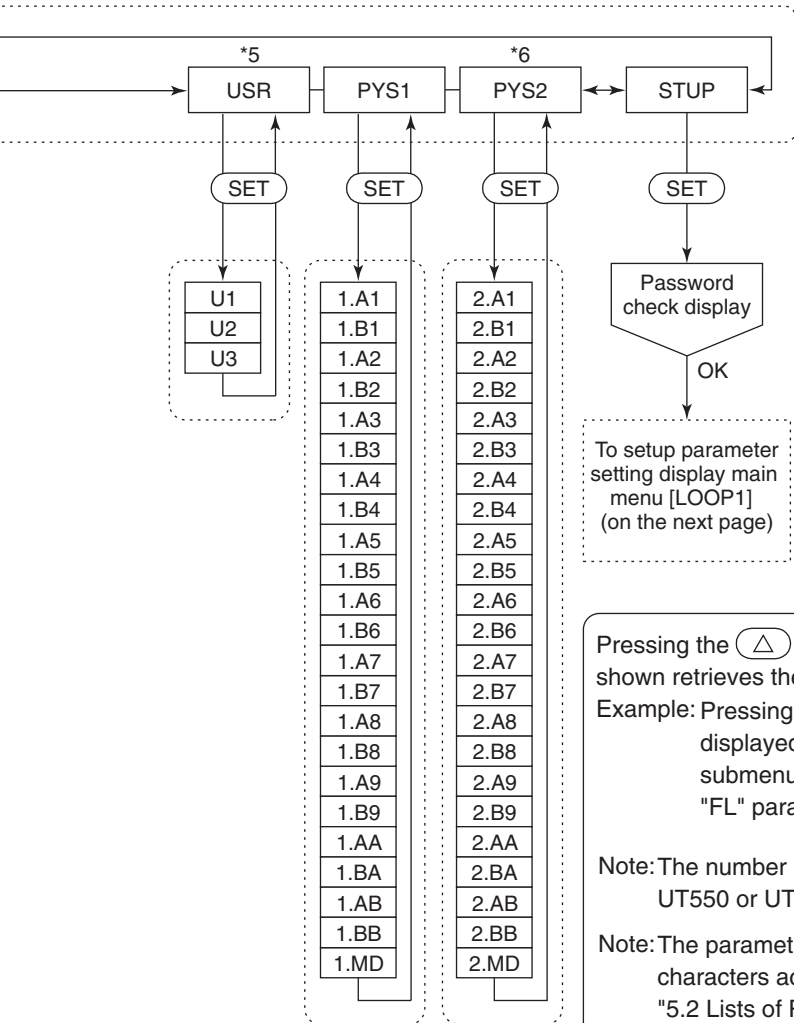 *5
*6
USR
PYS1
PYS2
STUP
SET
SET
SET
SET
U1
U2
U3
1.A1
1.B1
1.A2
1.B2
1.A3
1.B3
1.A4
1.B4
1.A5
1.B5
1.A6
1.B6
1.A7
1.B7
1.A8
1.B8
1.A9
1.B9
1.AA
1.BA
1.AB
1.BB
1.MD
2.A1
2.B1
2.A2
2.B2
2.A3
2.B3
2.A4
2.B4
2.A5
2.B5
2.A6
2.B6
2.A7
2.B7
2.A8
2.B8
2.A9
2.B9
2.AA
2.BA
2.AB
2.BB
2.MD
Password
check display
OK
To setup parameter
setting display main
menu [LOOP1]
(on the next page)
Pressing the △
shown retrieves the
Example: Pressing
displayed
submenu
"FL" para
Note: The number
UT550 or UT
Note: The paramet
characters ac
"5.2 Lists of